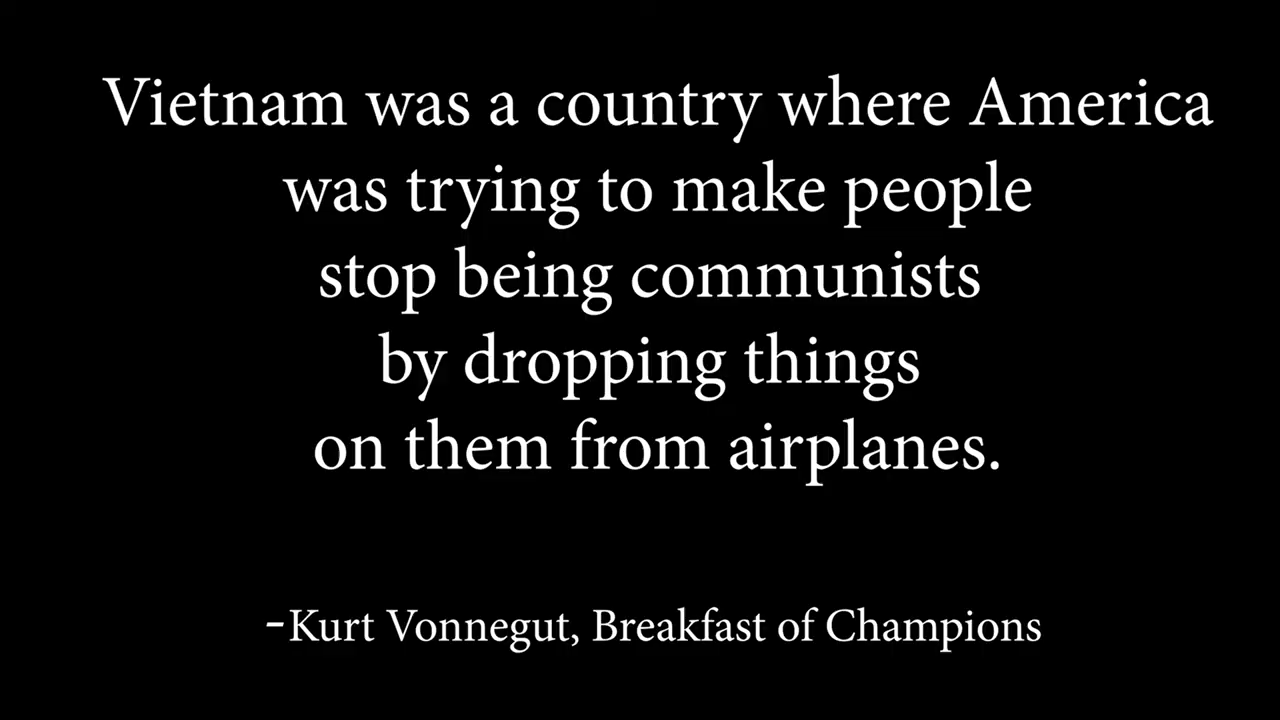 Vietnam was a country where America
was trying to make people
stop being communists
by dropping things
on them from airplanes.
-Kurt Vonnegut, Breakfast of Champions